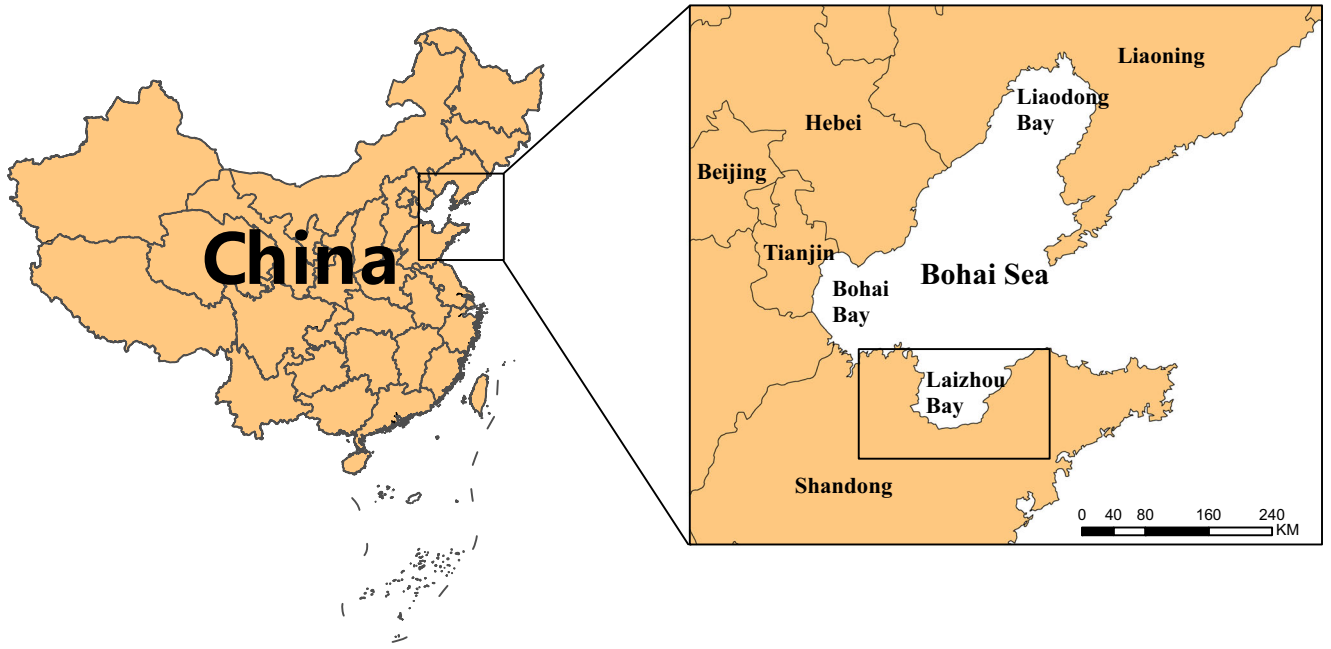 China
Liaoning
Liaodong
Bay
Hebei
Beijing
Tianjin
Bohai Sea
Bohai
Bay
Laizhou
Bay
Shandong
0 40 80 160 240
KM